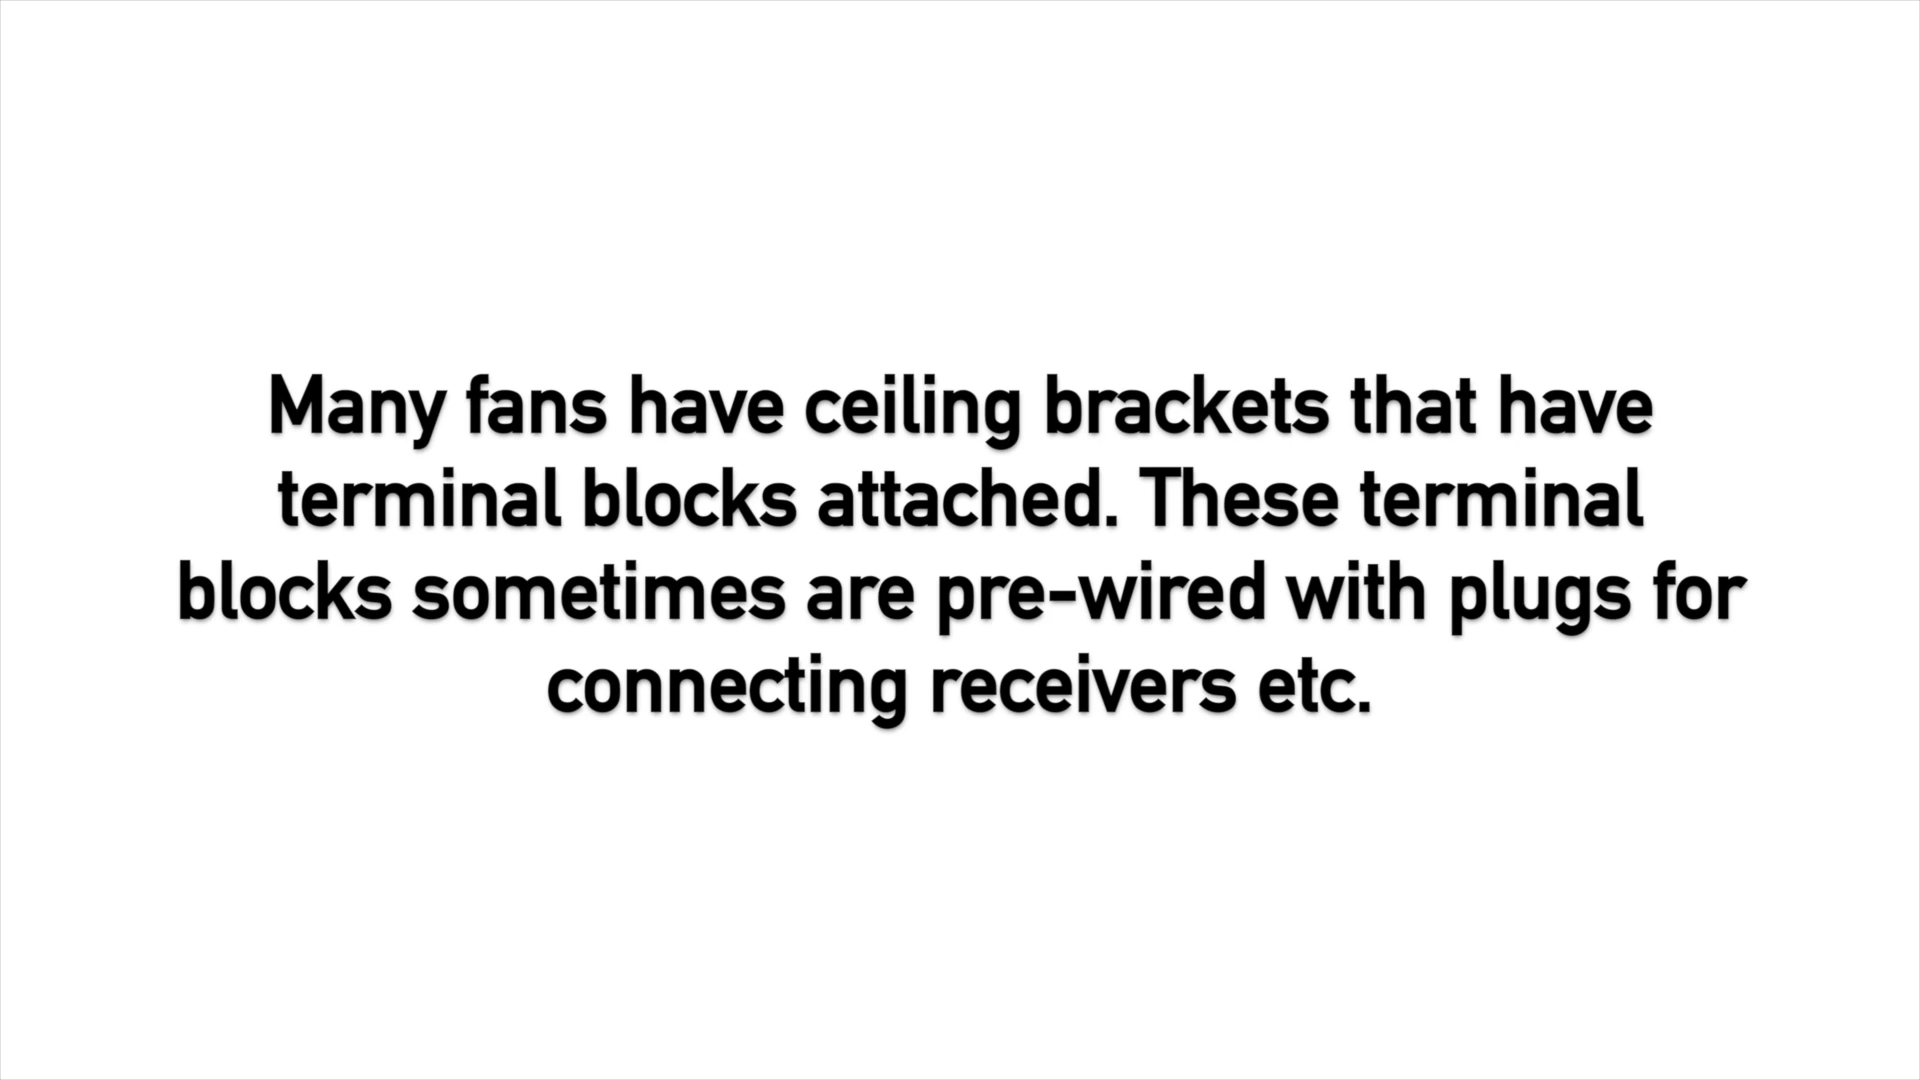 Many fans have ceiling brackets that have
terminal blocks attached. These terminal
blocks sometimes are pre-wired with plugs for
connecting receivers etc.